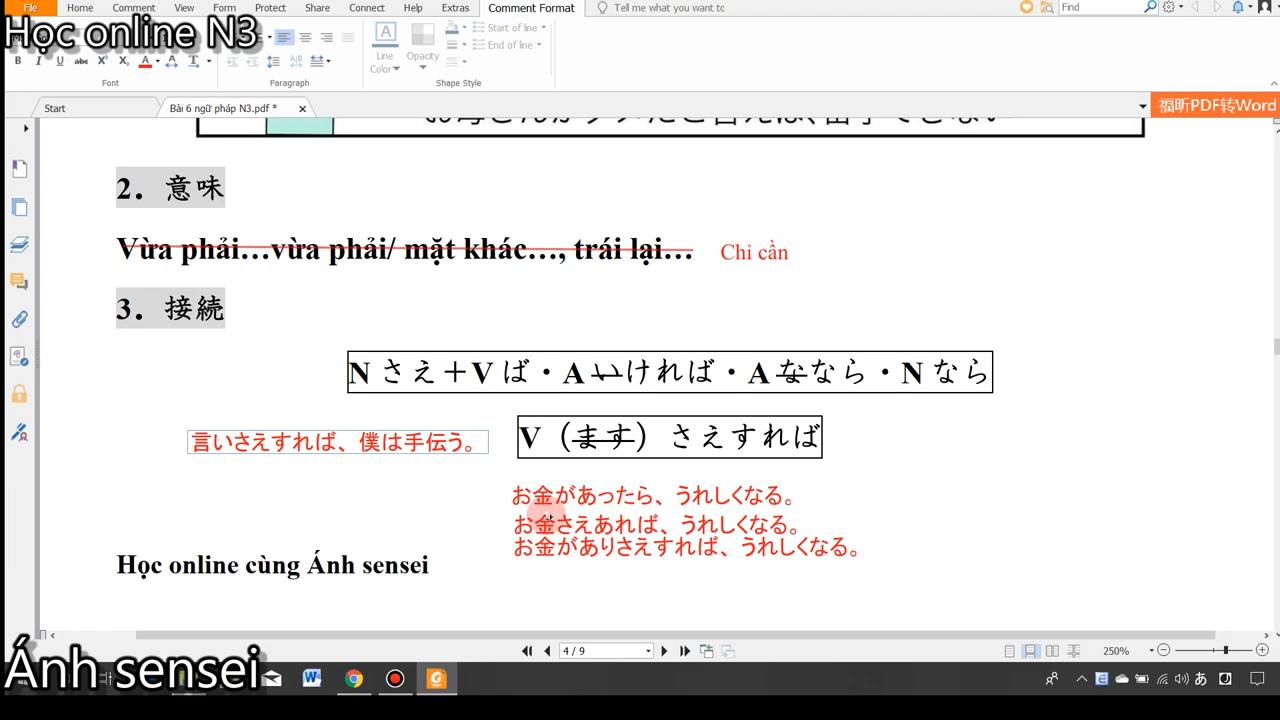 File Home Comment View Form Protect Share Connect Help Extras Comment Format Tell me what you want to Find
Học online N3
B I U abc X² X₂ A
Line Color Opacity
Start of line
End of line
Font Paragraph Shape Style
Start Bài 6 ngữ pháp N3.pdf * 福昕PDF转Word
2. 意味
Vừa phải…vừa phải/ mặt khác…, trái lại… Chỉ cần
3. 接続
N さえ＋V ば・A いければ・A ななら・N なら
言いさえすれば、僕は手伝う。 V（ます）さえすれば
お金があったら、うれしくなる。
お金さえあれば、うれしくなる。
お金がありさえすれば、うれしくなる。
Học online cùng Ánh sensei
4 / 9 250%
Ánh sensei
あ